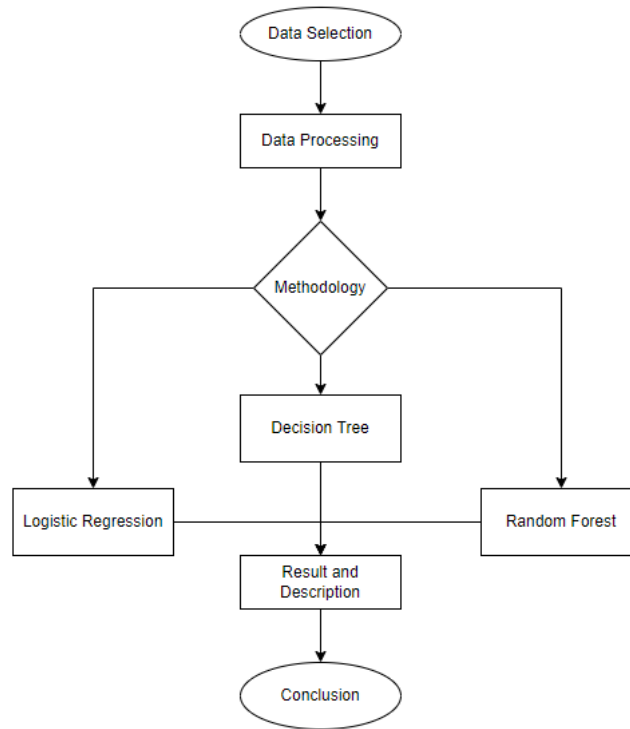 Data Selection
Data Processing
Methodology
Decision Tree
Logistic Regression
Random Forest
Result and
Description
Conclusion